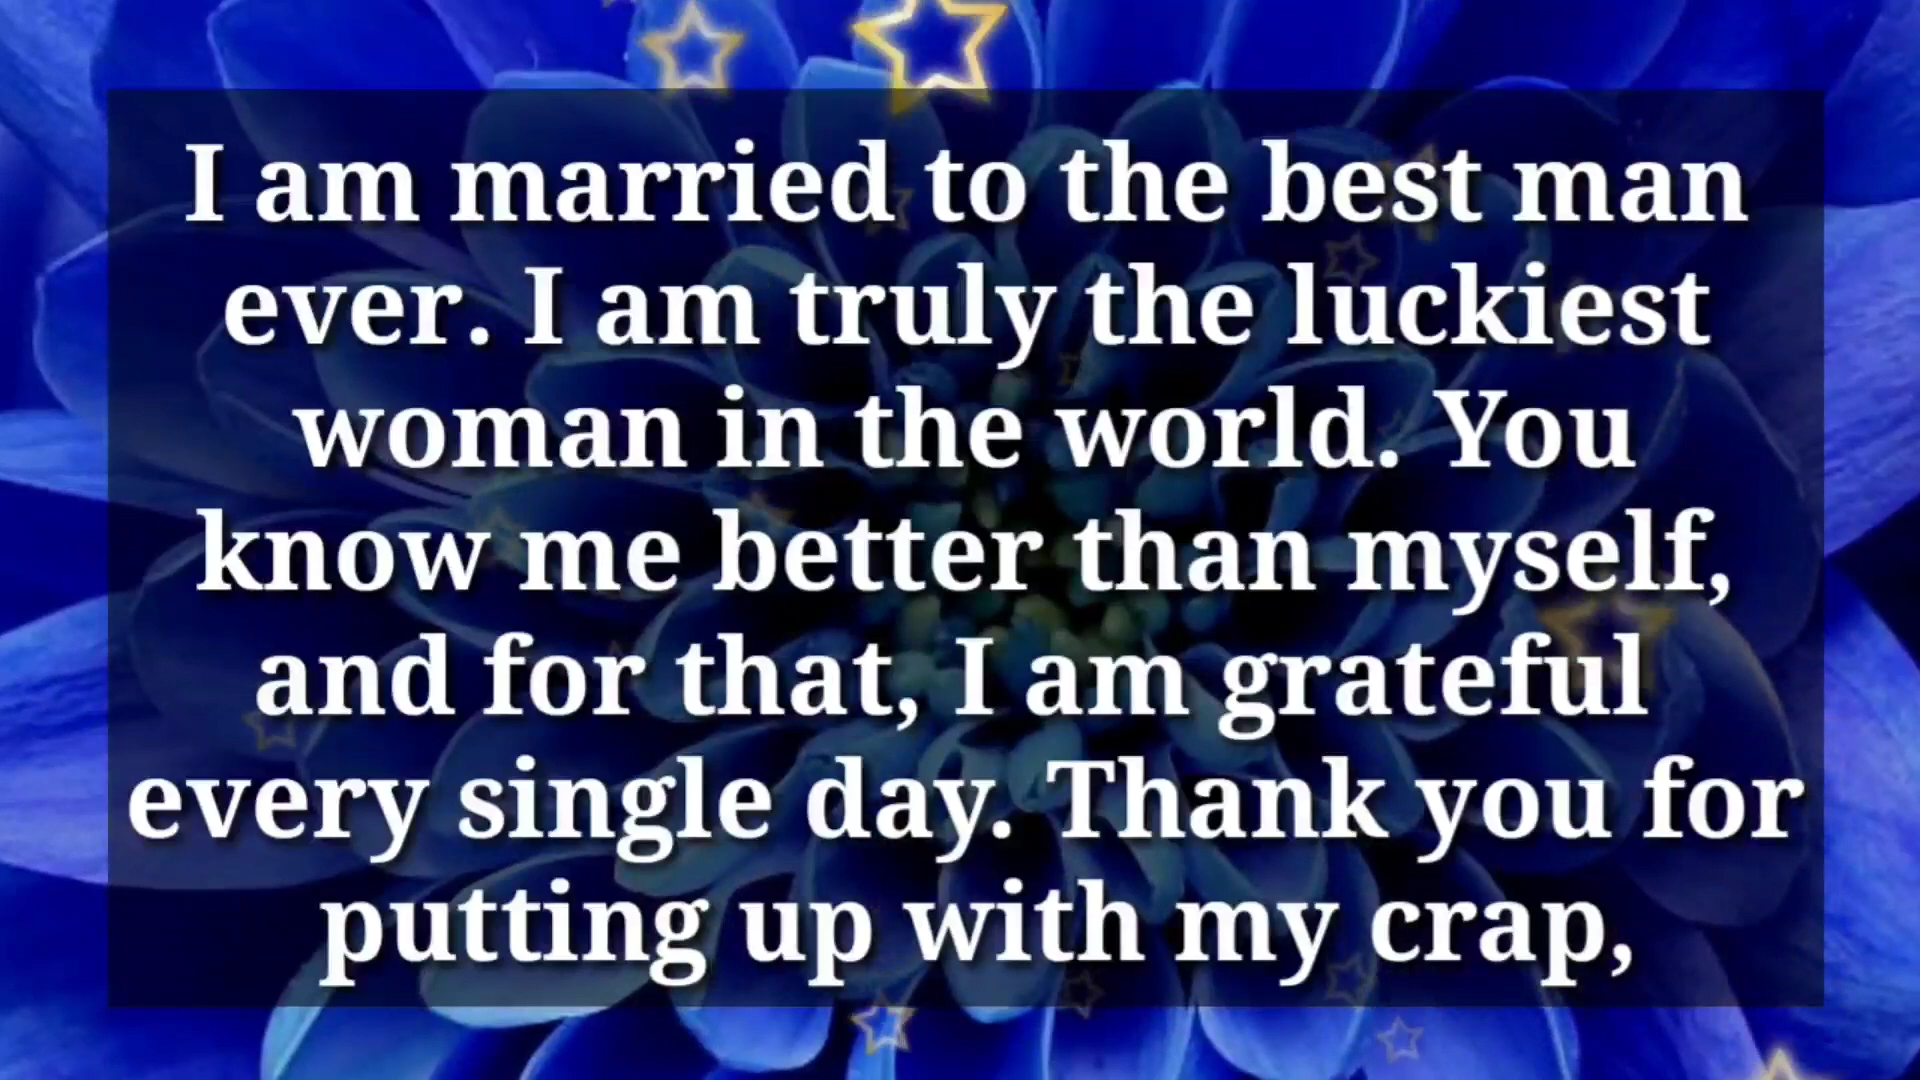 I am married to the best man
ever. I am truly the luckiest
woman in the world. You
know me better than myself,
and for that, I am grateful
every single day. Thank you for
putting up with my crap,